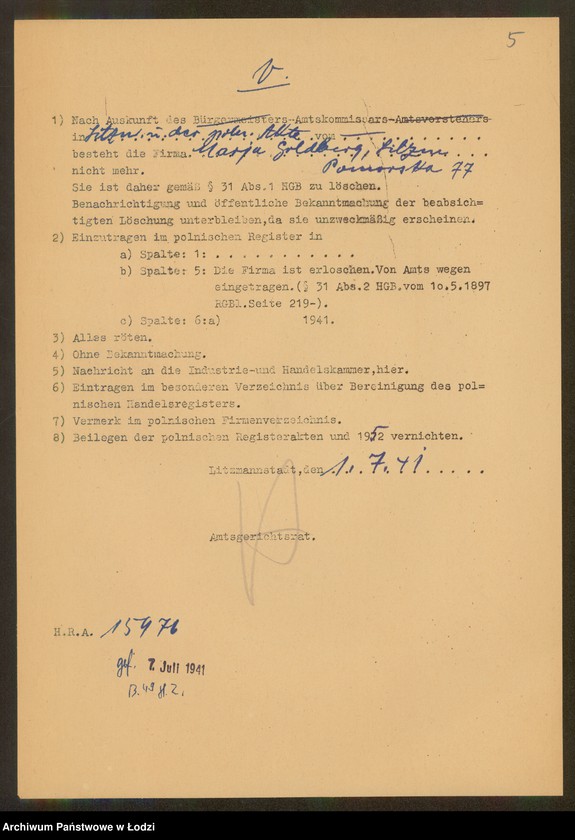 5
V.
1) Nach Auskunft des Bürgermeisters-Amtskommissars-Amtsvorstehers
in Litzm. u. der poln. Akte vom . . . . . . . . . . .
besteht die Firma. Marja Goldberg, Litzm. . . .
nicht mehr. Pomorska 77
Sie ist daher gemäß § 31 Abs.1 HGB zu löschen.
Benachrichtigung und öffentliche Bekanntmachung der beabsich=
tigten Löschung unterbleiben,da sie unzweckmäßig erscheinen.
2) Einzutragen im polnischen Register in
a) Spalte: 1: . . . . . . . . . . . .
b) Spalte: 5: Die Firma ist erloschen.Von Amts wegen
eingetragen.(§ 31 Abs.2 HGB.vom 1o.5.1897
RGBl.Seite 219-).
c) Spalte: 6:a) 1941.
3) Alles röten.
4) Ohne Bekanntmachung.
5) Nachricht an die Industrie-und Handelskammer,hier.
6) Eintragen im besonderen Verzeichnis über Bereinigung des pol=
nischen Handelsregisters.
7) Vermerk im polnischen Firmenverzeichnis.
8) Beilegen der polnischen Registerakten und 1952 vernichten.
Litzmannstadt,den 1. 7. 41 . . . . .
Amtsgerichtsrat.
H.R.A. 15976
gef. 7. Juli 1941
Archiwum Państwowe w Łodzi